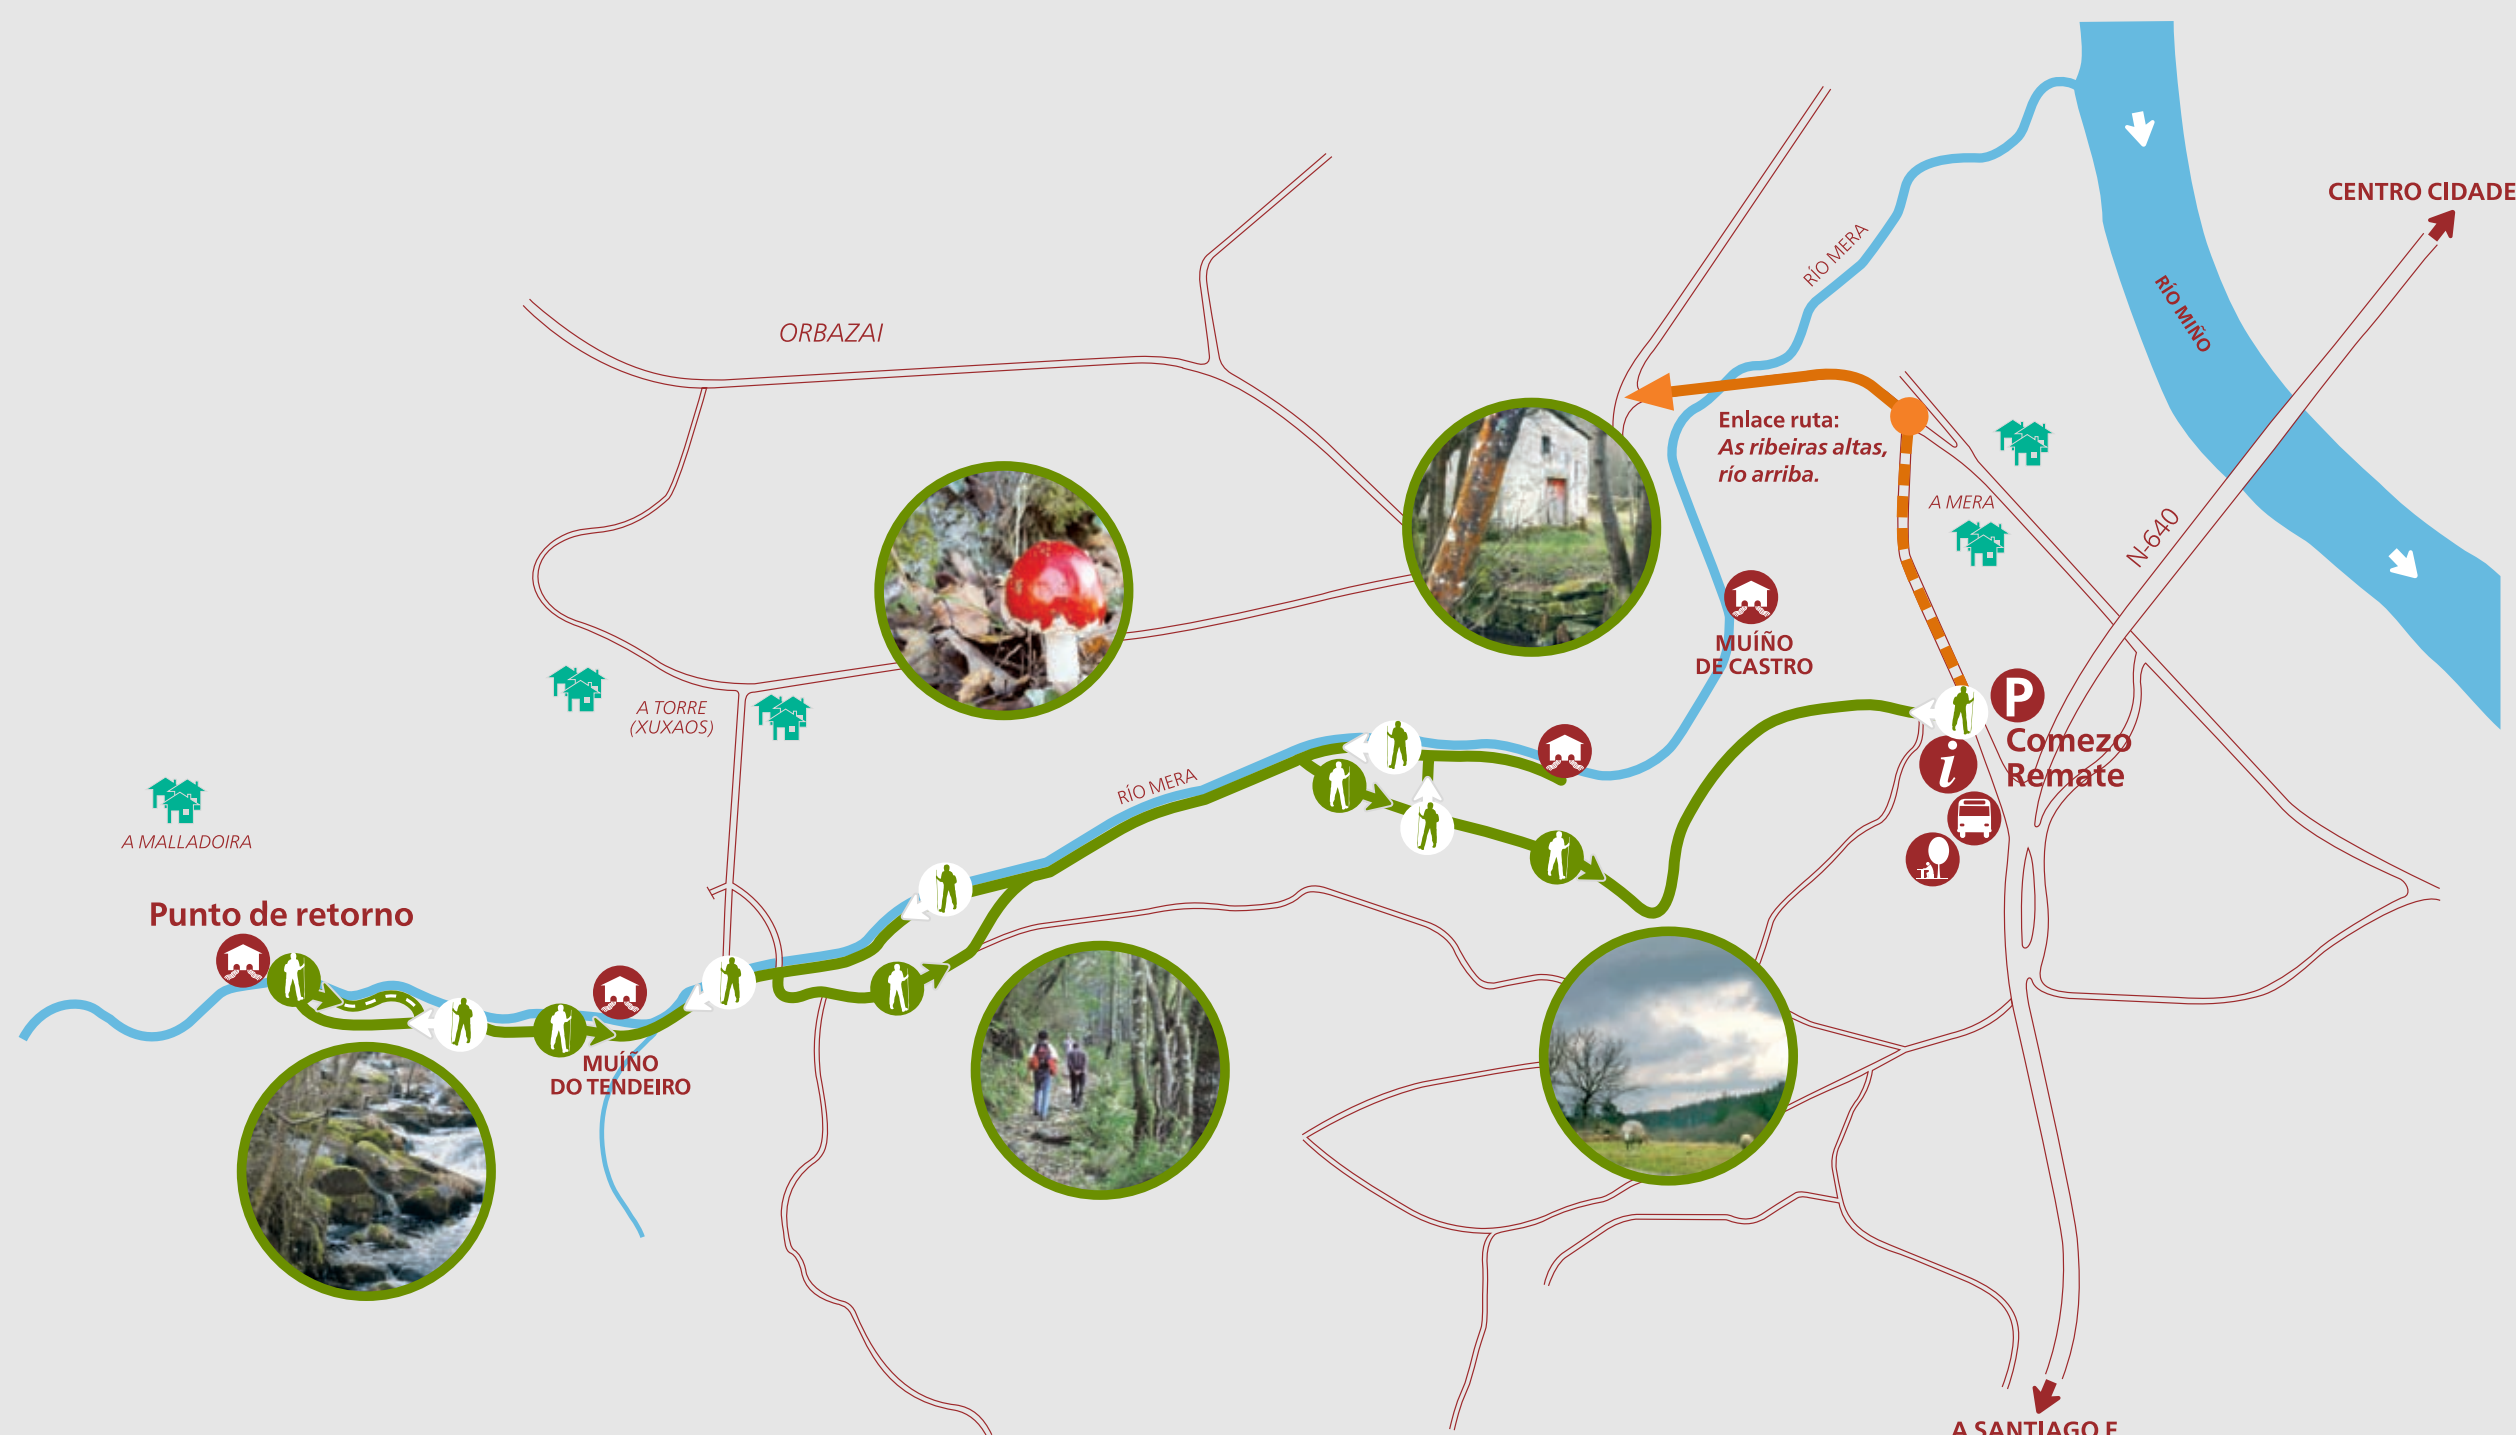 CENTRO CIDADE
RÍO MERA
RÍO MIÑO
ORBAZAI
Enlace ruta:
As ribeiras altas,
río arriba.
A MERA
N-640
MUÍÑO
DE CASTRO
A TORRE
(XUXAOS)
P
Comezo
Remate
i
RÍO MERA
A MALLADOIRA
Punto de retorno
MUÍÑO
DO TENDEIRO
A SANTIAGO E